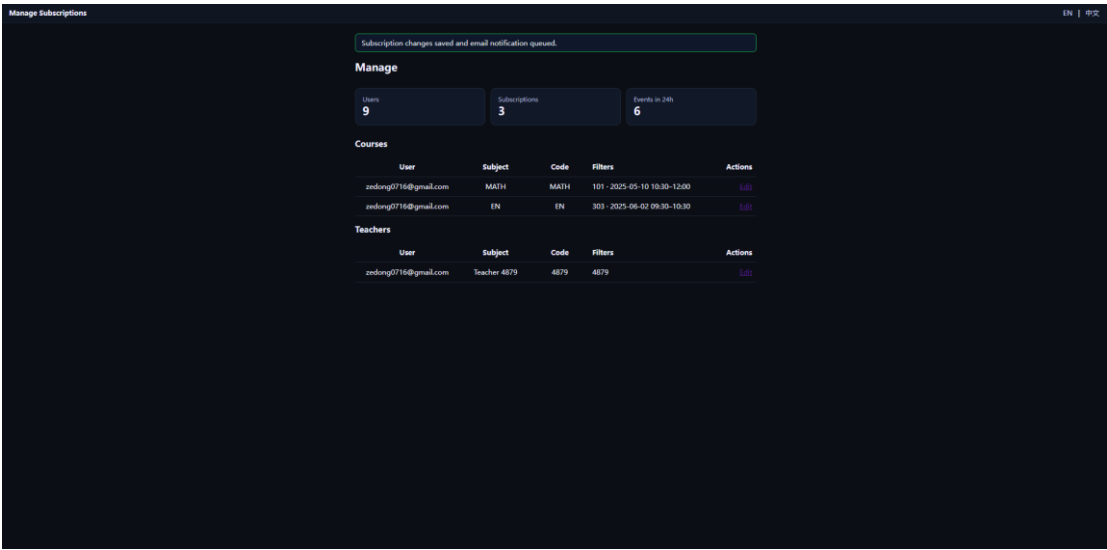 Manage Subscriptions EN | 中文
Subscription changes saved and email notification queued.
Manage
Users Subscriptions Events in 24h
9 3 6
Courses
User Subject Code Filters Actions
zedong0716@gmail.com MATH MATH 101 - 2025-05-10 10:30–12:00 Edit
zedong0716@gmail.com EN EN 303 - 2025-06-02 09:30–10:30 Edit
Teachers
User Subject Code Filters Actions
zedong0716@gmail.com Teacher 4879 4879 4879 Edit